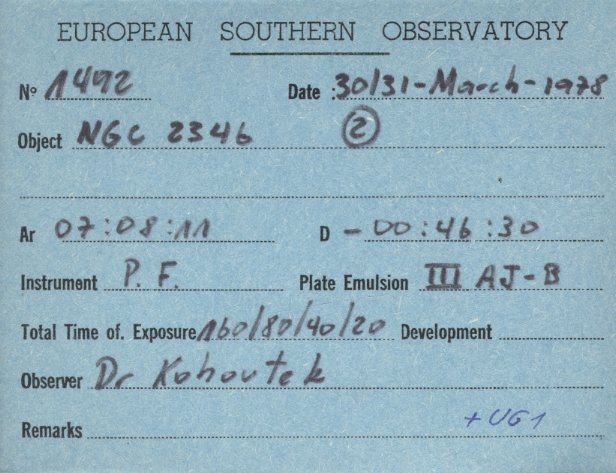 EUROPEAN SOUTHERN OBSERVATORY
Nº 1492 Date : 30/31-March-1978
Object NGC 2346 2
Ar 07:08:11 D -00:46:30
Instrument P. F. Plate Emulsion III AJ-B
Total Time of. Exposure 160/80/40/20 Development
Observer Dr Kohoutek
Remarks +UG1